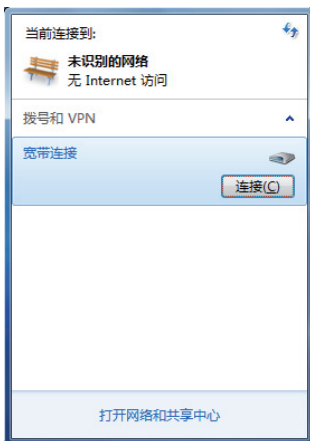 当前连接到:
未识别的网络
无 Internet 访问
拨号和 VPN
宽带连接
连接(C)
打开网络和共享中心